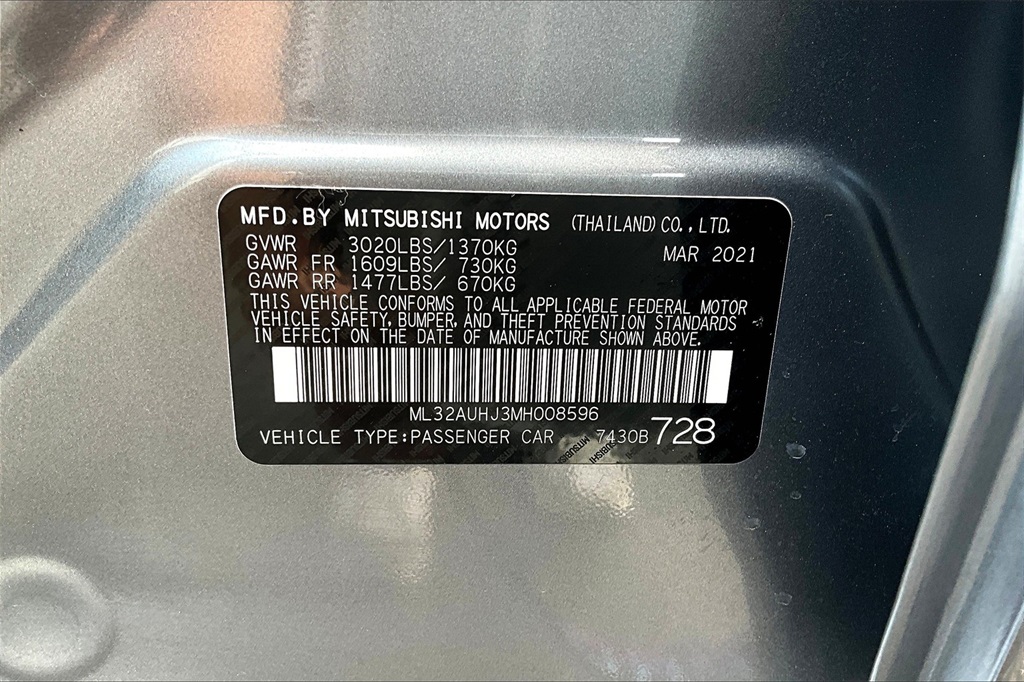 MFD.BY MITSUBISHI MOTORS (THAILAND) CO., LTD.
GVWR 3020LBS/1370KG MAR 2021
GAWR FR 1609LBS/ 730KG
GAWR RR 1477LBS/ 670KG
THIS VEHICLE CONFORMS TO ALL APPLICABLE FEDERAL MOTOR
VEHICLE SAFETY, BUMPER, AND THEFT PREVENTION STANDARDS
IN EFFECT ON THE DATE OF MANUFACTURE SHOWN ABOVE.
ML32AUHJ3MH008596
VEHICLE TYPE:PASSENGER CAR 7430B 728